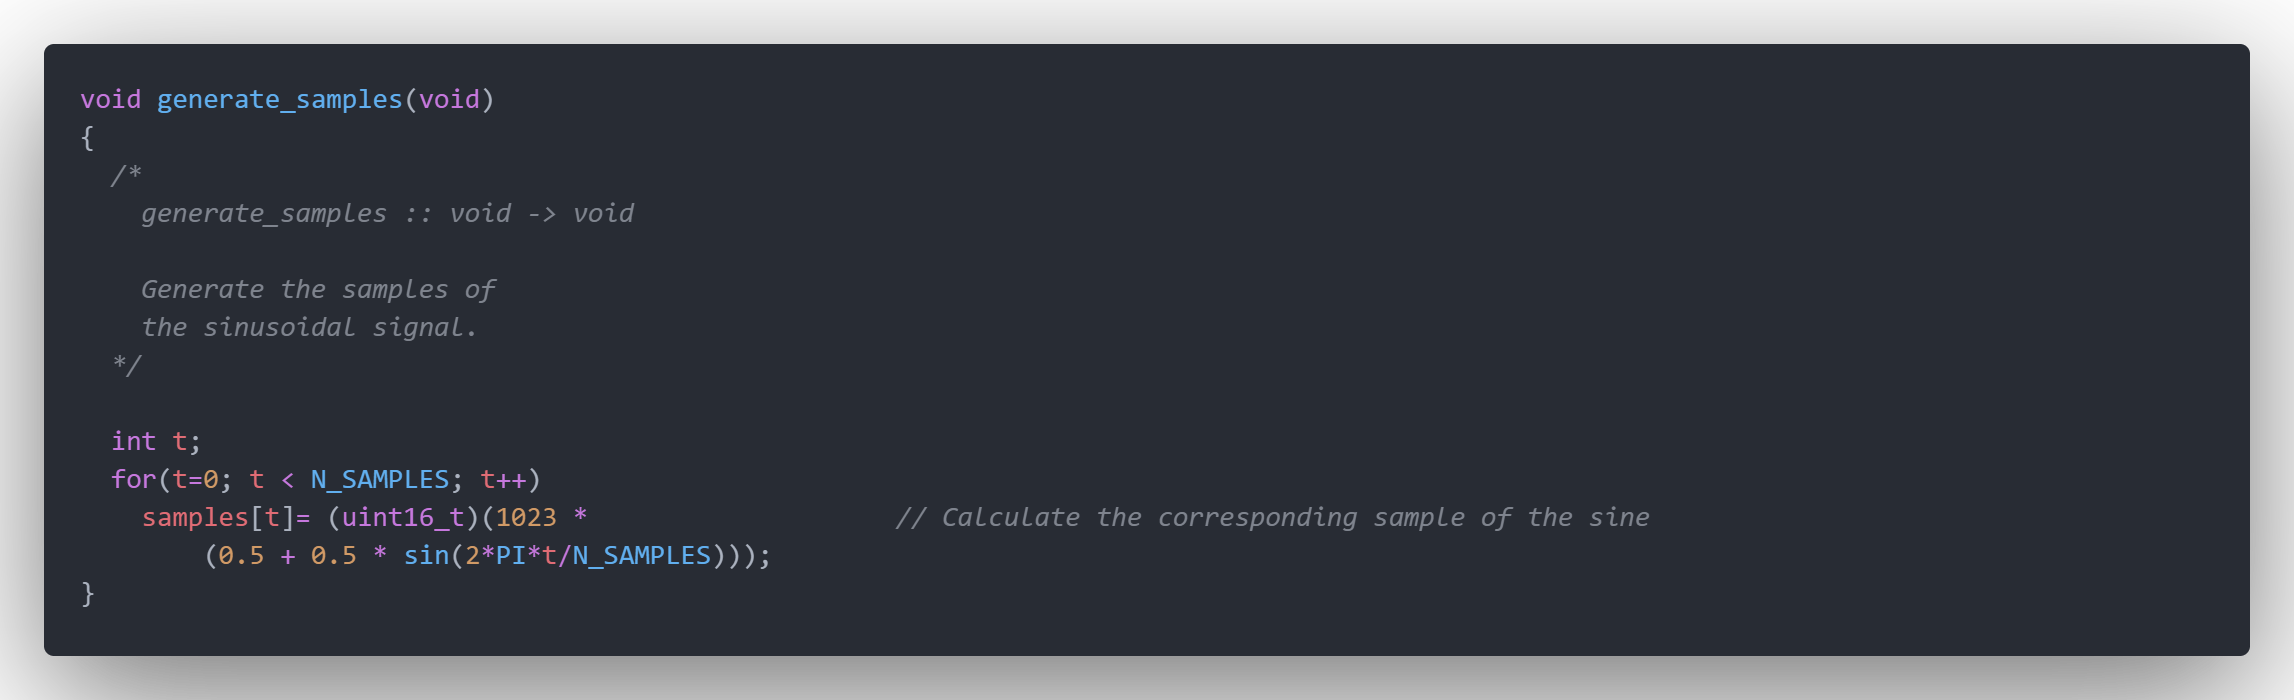 void generate_samples(void)
{
  /*
    generate_samples :: void -> void

    Generate the samples of
    the sinusoidal signal.
  */

  int t;
  for(t=0; t < N_SAMPLES; t++)
    samples[t]= (uint16_t)(1023 *                    // Calculate the corresponding sample of the sine
        (0.5 + 0.5 * sin(2*PI*t/N_SAMPLES)));
}